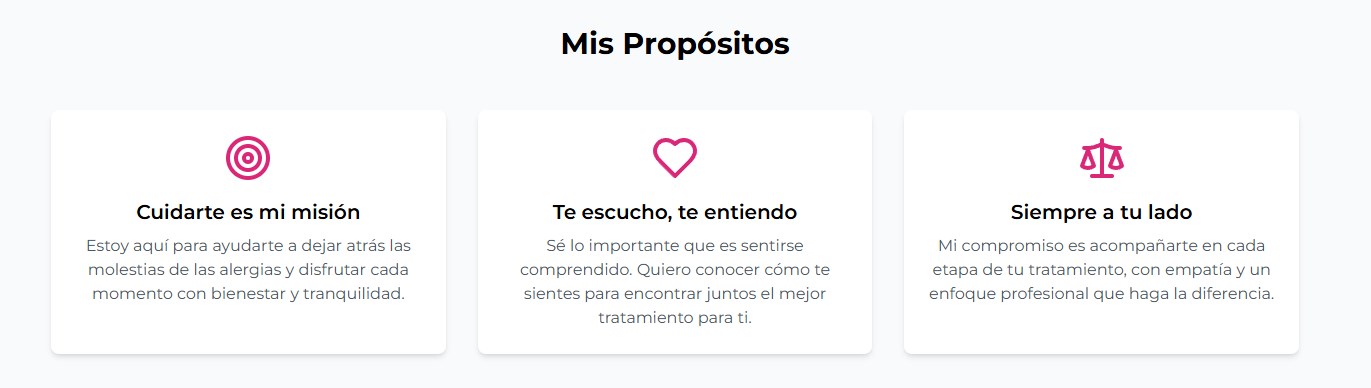 Mis Propósitos
Cuidarte es mi misión
Estoy aquí para ayudarte a dejar atrás las
molestias de las alergias y disfrutar cada
momento con bienestar y tranquilidad.
Te escucho, te entiendo
Sé lo importante que es sentirse
comprendido. Quiero conocer cómo te
sientes para encontrar juntos el mejor
tratamiento para ti.
Siempre a tu lado
Mi compromiso es acompañarte en cada
etapa de tu tratamiento, con empatía y un
enfoque profesional que haga la diferencia.